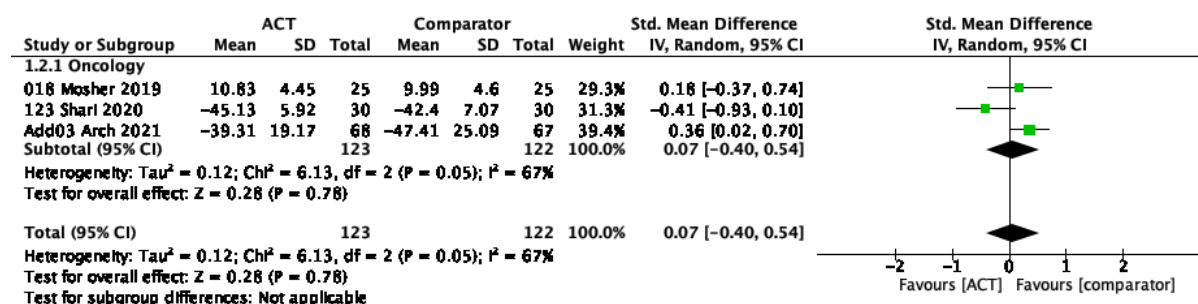 ACT Comparator Std. Mean Difference Std. Mean Difference
Study or Subgroup Mean SD Total Mean SD Total Weight IV, Random, 95% CI IV, Random, 95% CI
1.2.1 Oncology
018 Mosher 2019 10.83 4.45 25 9.99 4.6 25 29.3% 0.18 [−0.37, 0.74]
123 Shari 2020 −45.13 5.92 30 −42.4 7.07 30 31.3% −0.41 [−0.93, 0.10]
Add03 Arch 2021 −39.31 19.17 68 −47.41 25.09 67 39.4% 0.36 [0.02, 0.70]
Subtotal (95% CI) 123 122 100.0% 0.07 [−0.40, 0.54]
Heterogeneity: Tau² = 0.12; Chi² = 6.13, df = 2 (P = 0.05); I² = 67%
Test for overall effect: Z = 0.28 (P = 0.78)
Total (95% CI) 123 122 100.0% 0.07 [−0.40, 0.54]
Heterogeneity: Tau² = 0.12; Chi² = 6.13, df = 2 (P = 0.05); I² = 67%
Test for overall effect: Z = 0.28 (P = 0.78)
Test for subgroup differences: Not applicable
−2 −1 0 1 2
Favours [ACT] Favours [comparator]